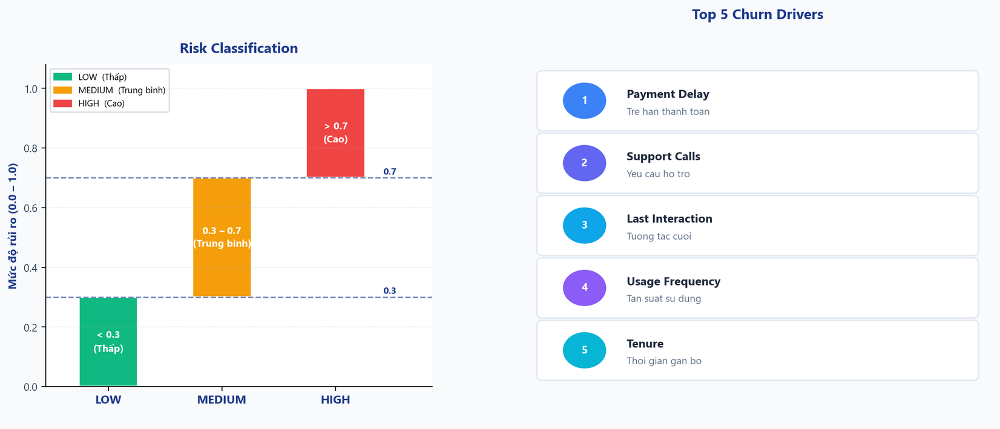 Risk Classification
LOW (Thấp)
MEDIUM (Trung bình)
HIGH (Cao)
Mức độ rủi ro (0.0 – 1.0)
1.0
0.8
0.6
0.4
0.2
0.0
> 0.7
(Cao)
0.7
0.3 – 0.7
(Trung bình)
0.3
< 0.3
(Thấp)
LOW
MEDIUM
HIGH
Top 5 Churn Drivers
1
Payment Delay
Tre han thanh toan
2
Support Calls
Yeu cau ho tro
3
Last Interaction
Tuong tac cuoi
4
Usage Frequency
Tan suat su dung
5
Tenure
Thoi gian gan bo